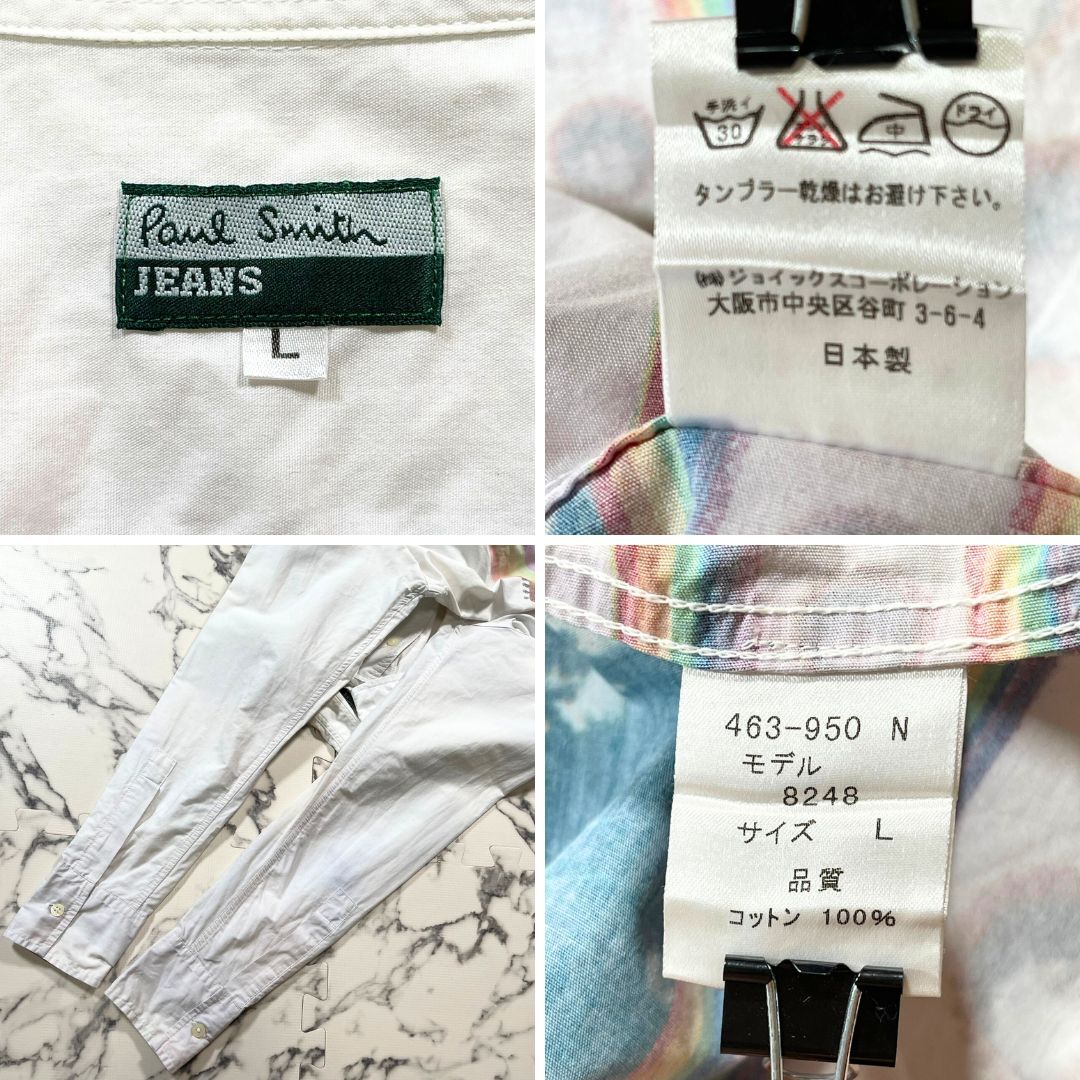 Paul Smith
JEANS
L
手洗イ
30
エンソ
サラシ
中
ドライ
タンブラー乾燥はお避け下さい。
㈱ジョイックスコーポレーション
大阪市中央区谷町 3-6-4
日本製
463-950 N
モデル
8248
サイズ L
品質
コットン 100%